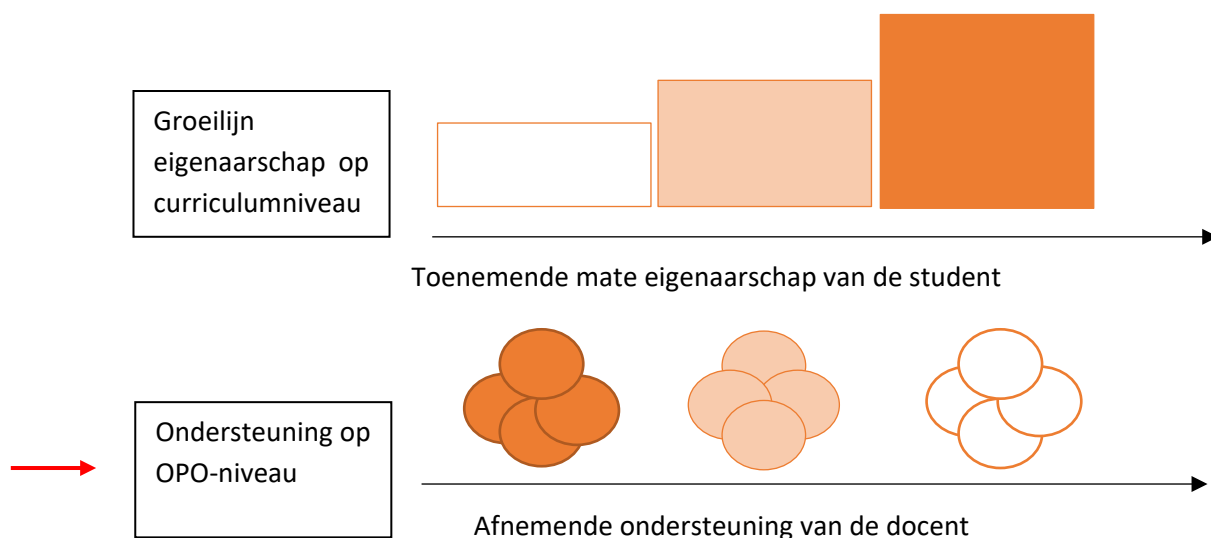 Groeilijn
eigenaarschap op
curriculumniveau
Toenemende mate eigenaarschap van de student
Ondersteuning op
OPO-niveau
Afnemende ondersteuning van de docent